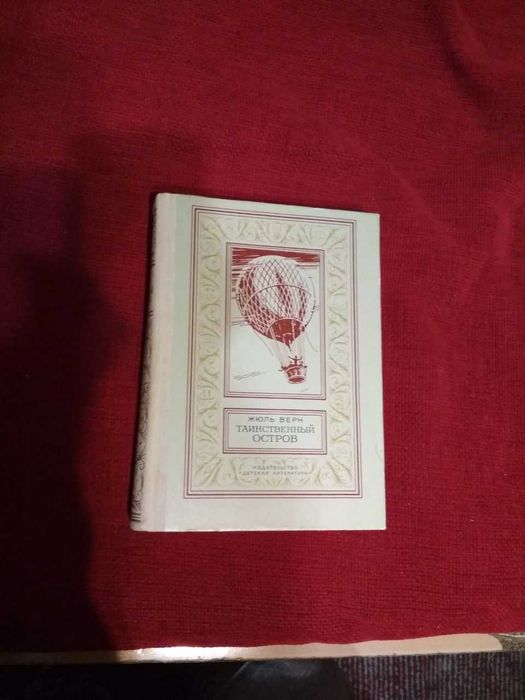 ЖЮЛЬ ВЕРН
ТАИНСТВЕННЫЙ
ОСТРОВ
ИЗДАТЕЛЬСТВО
«ДЕТСКАЯ ЛИТЕРАТУРА»